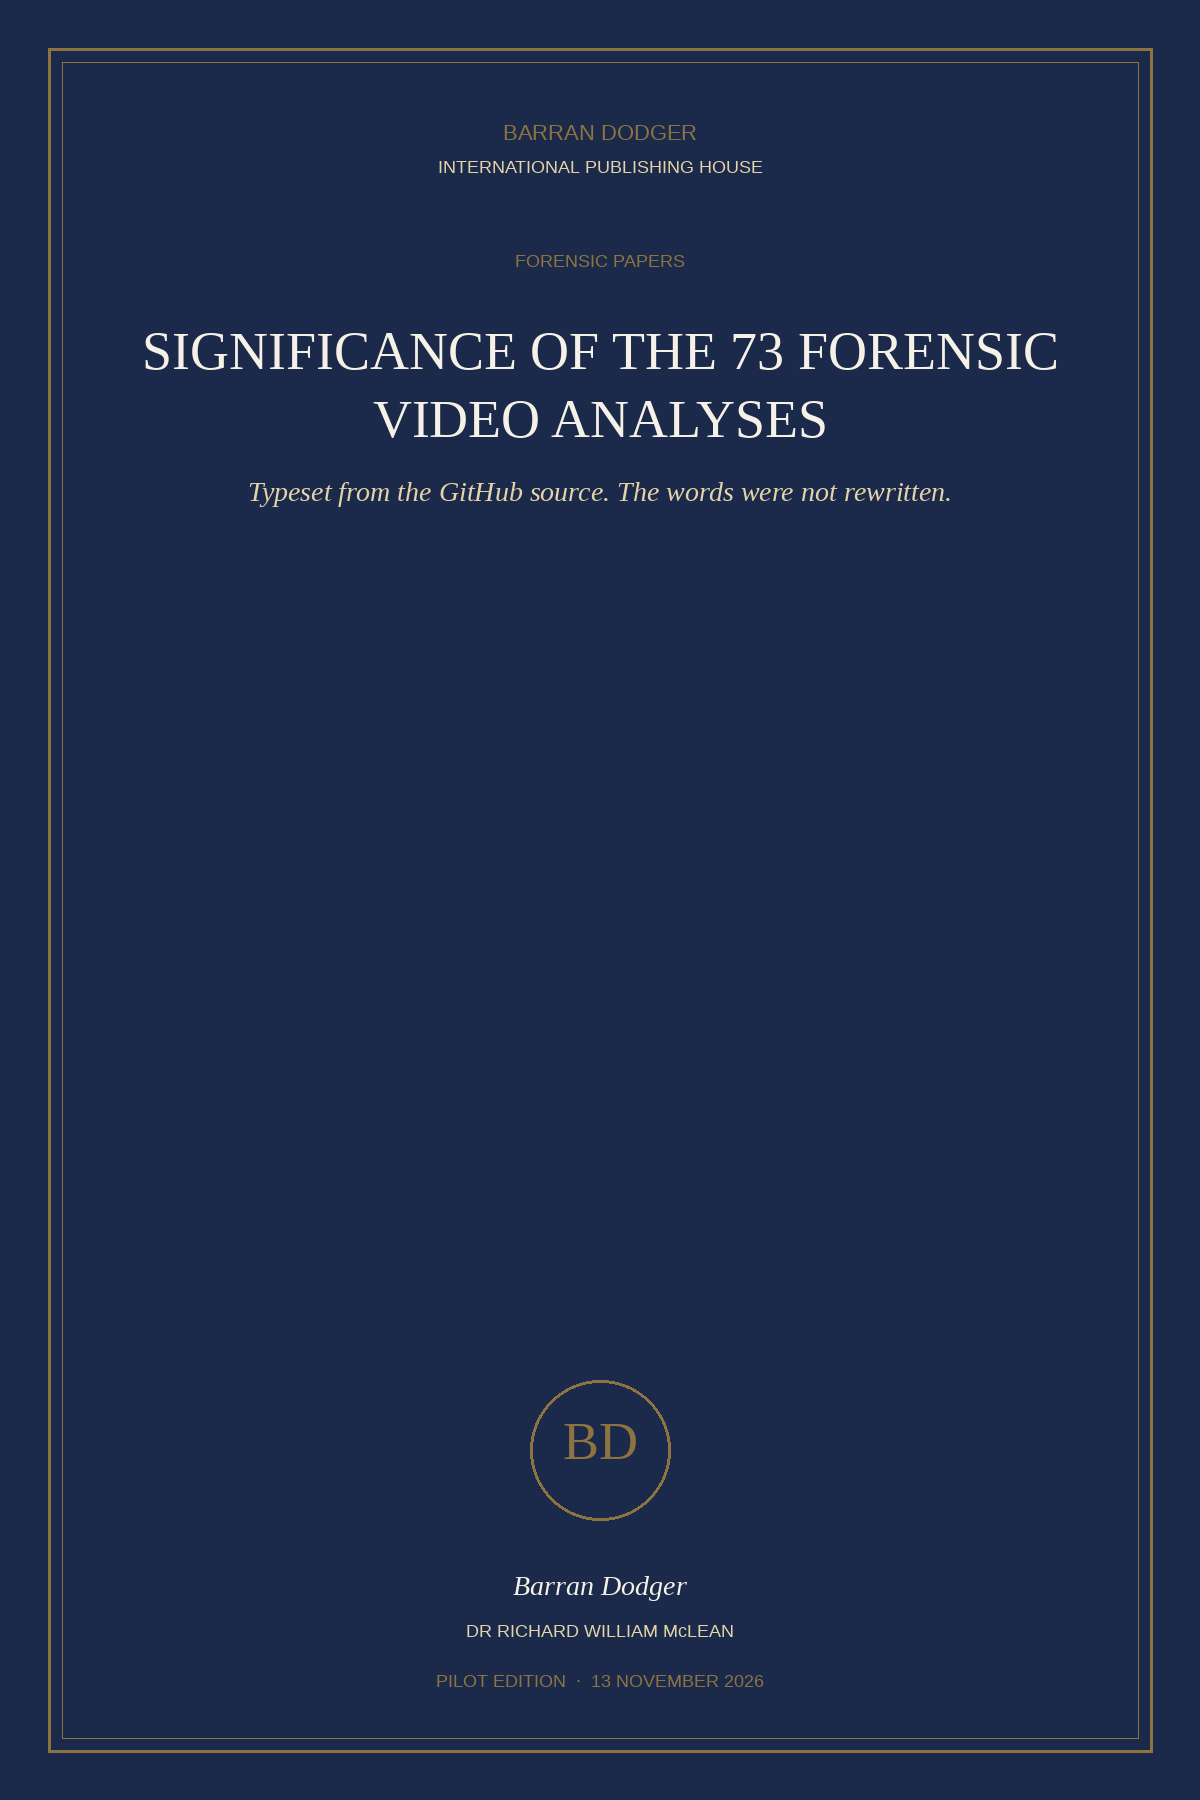 BARRAN DODGER
INTERNATIONAL PUBLISHING HOUSE
FORENSIC PAPERS
SIGNIFICANCE OF THE 73 FORENSIC
VIDEO ANALYSES
Typeset from the GitHub source. The words were not rewritten.
BD
Barran Dodger
DR RICHARD WILLIAM McLEAN
PILOT EDITION · 13 NOVEMBER 2026